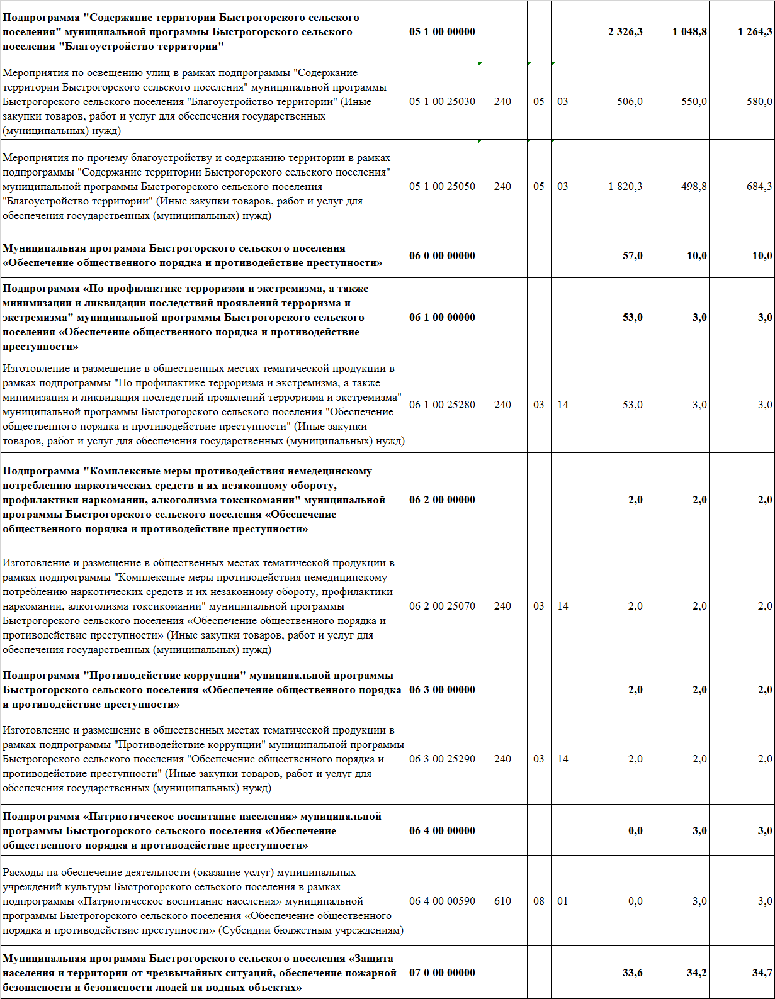 Подпрограмма "Содержание территории Быстрогорского сельского
поселения" муниципальной программы Быстрогорского сельского
поселения "Благоустройство территории"
05 1 00 00000 2 326,3 1 048,8 1 264,3
Мероприятия по освещению улиц в рамках подпрограммы "Содержание
территории Быстрогорского сельского поселения" муниципальной программы
Быстрогорского сельского поселения "Благоустройство территории" (Иные
закупки товаров, работ и услуг для обеспечения государственных
(муниципальных) нужд)
05 1 00 25030 240 05 03 506,0 550,0 580,0
Мероприятия по прочему благоустройству и содержанию территории в рамках
подпрограммы "Содержание территории Быстрогорского сельского поселения"
муниципальной программы Быстрогорского сельского поселения
"Благоустройство территории" (Иные закупки товаров, работ и услуг для
обеспечения государственных (муниципальных) нужд)
05 1 00 25050 240 05 03 1 820,3 498,8 684,3
Муниципальная программа Быстрогорского сельского поселения
«Обеспечение общественного порядка и противодействие преступности»
06 0 00 00000 57,0 10,0 10,0
Подпрограмма «По профилактике терроризма и экстремизма, а также
минимизации и ликвидации последствий проявлений терроризма и
экстремизма" муниципальной программы Быстрогорского сельского
поселения «Обеспечение общественного порядка и противодействие
преступности»
06 1 00 00000 53,0 3,0 3,0
Изготовление и размещение в общественных местах тематической продукции в
рамках подпрограммы "По профилактике терроризма и экстремизма, а также
минимизация и ликвидация последствий проявлений терроризма и экстремизма"
муниципальной программы Быстрогорского сельского поселения "Обеспечение
общественного порядка и противодействие преступности" (Иные закупки
товаров, работ и услуг для обеспечения государственных (муниципальных) нужд)
06 1 00 25280 240 03 14 53,0 3,0 3,0
Подпрограмма "Комплексные меры противодействия немедецинскому
потреблению наркотических средств и их незаконному обороту,
профилактики наркомании, алкоголизма токсикомании" муниципальной
программы Быстрогорского сельского поселения «Обеспечение
общественного порядка и противодействие преступности»
06 2 00 00000 2,0 2,0 2,0
Изготовление и размещение в общественных местах тематической продукции в
рамках подпрограммы "Комплексные меры противодействия немедицинскому
потреблению наркотических средств и их незаконному обороту, профилактики
наркомании, алкоголизма токсикомании" муниципальной программы
Быстрогорского сельского поселения «Обеспечение общественного порядка и
противодействие преступности» (Иные закупки товаров, работ и услуг для
обеспечения государственных (муниципальных) нужд)
06 2 00 25070 240 03 14 2,0 2,0 2,0
Подпрограмма "Противодействие коррупции" муниципальной программы
Быстрогорского сельского поселения «Обеспечение общественного порядка
и противодействие преступности»
06 3 00 00000 2,0 2,0 2,0
Изготовление и размещение в общественных местах тематической продукции в
рамках подпрограммы "Противодействие коррупции" муниципальной программы
Быстрогорского сельского поселения "Обеспечение общественного порядка и
противодействие преступности" (Иные закупки товаров, работ и услуг для
обеспечения государственных (муниципальных) нужд)
06 3 00 25290 240 03 14 2,0 2,0 2,0
Подпрограмма «Патриотическое воспитание населения» муниципальной
программы Быстрогорского сельского поселения «Обеспечение
общественного порядка и противодействие преступности»
06 4 00 00000 0,0 3,0 3,0
Расходы на обеспечение деятельности (оказание услуг) муниципальных
учреждений культуры Быстрогорского сельского поселения в рамках
подпрограммы «Патриотическое воспитание населения» муниципальной
программы Быстрогорского сельского поселения «Обеспечение общественного
порядка и противодействие преступности» (Субсидии бюджетным учреждениям)
06 4 00 00590 610 08 01 0,0 3,0 3,0
Муниципальная программа Быстрогорского сельского поселения «Защита
населения и территории от чрезвычайных ситуаций, обеспечение пожарной
безопасности и безопасности людей на водных объектах»
07 0 00 00000 33,6 34,2 34,7